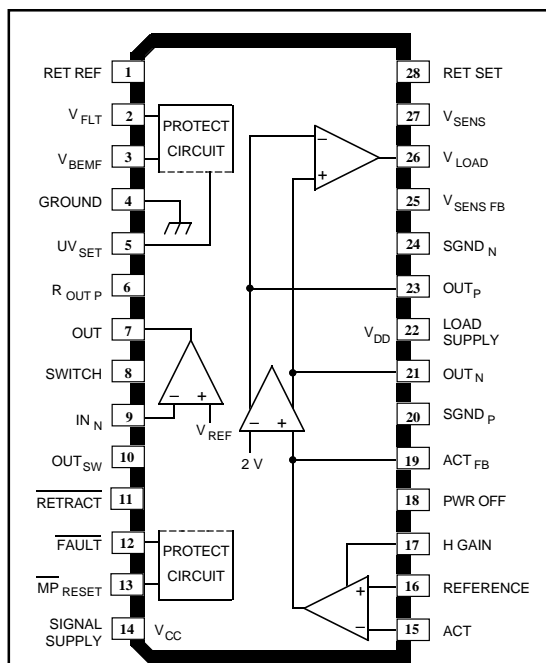 RET REF 1
V FLT 2
V BEMF 3
GROUND 4
UV SET 5
R OUT P 6
OUT 7
SWITCH 8
IN N 9
OUT SW 10
RETRACT 11
FAULT 12
MP RESET 13
SIGNAL SUPPLY 14
V CC
PROTECT
CIRCUIT
− +
V REF
PROTECT
CIRCUIT
−
+
− +
2 V
+
−
28 RET SET
27 V SENS
26 V LOAD
25 V SENS FB
24 SGND N
23 OUT P
V DD
22 LOAD SUPPLY
21 OUT N
20 SGND P
19 ACT FB
18 PWR OFF
17 H GAIN
16 REFERENCE
15 ACT